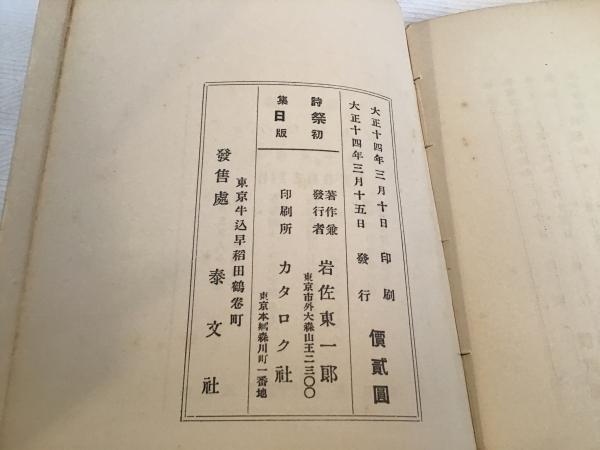 大正十四年三月十日 印刷
大正十四年三月十五日 發行
價貳圓
詩集
祭日
初版
著作兼
發行者
岩佐東一郎
東京市外大森山王二三〇〇
印刷所 カタログ社
東京本郷森川町一番地
東京牛込早稲田鶴卷町
發售處 泰文社